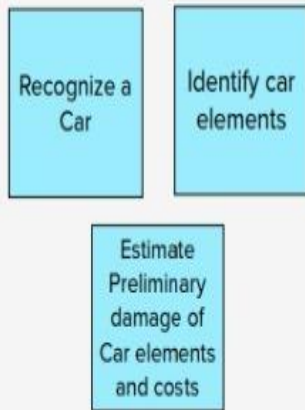 Recognize a
Car
Identify car
elements
Estimate
Preliminary
damage of
Car elements
and costs